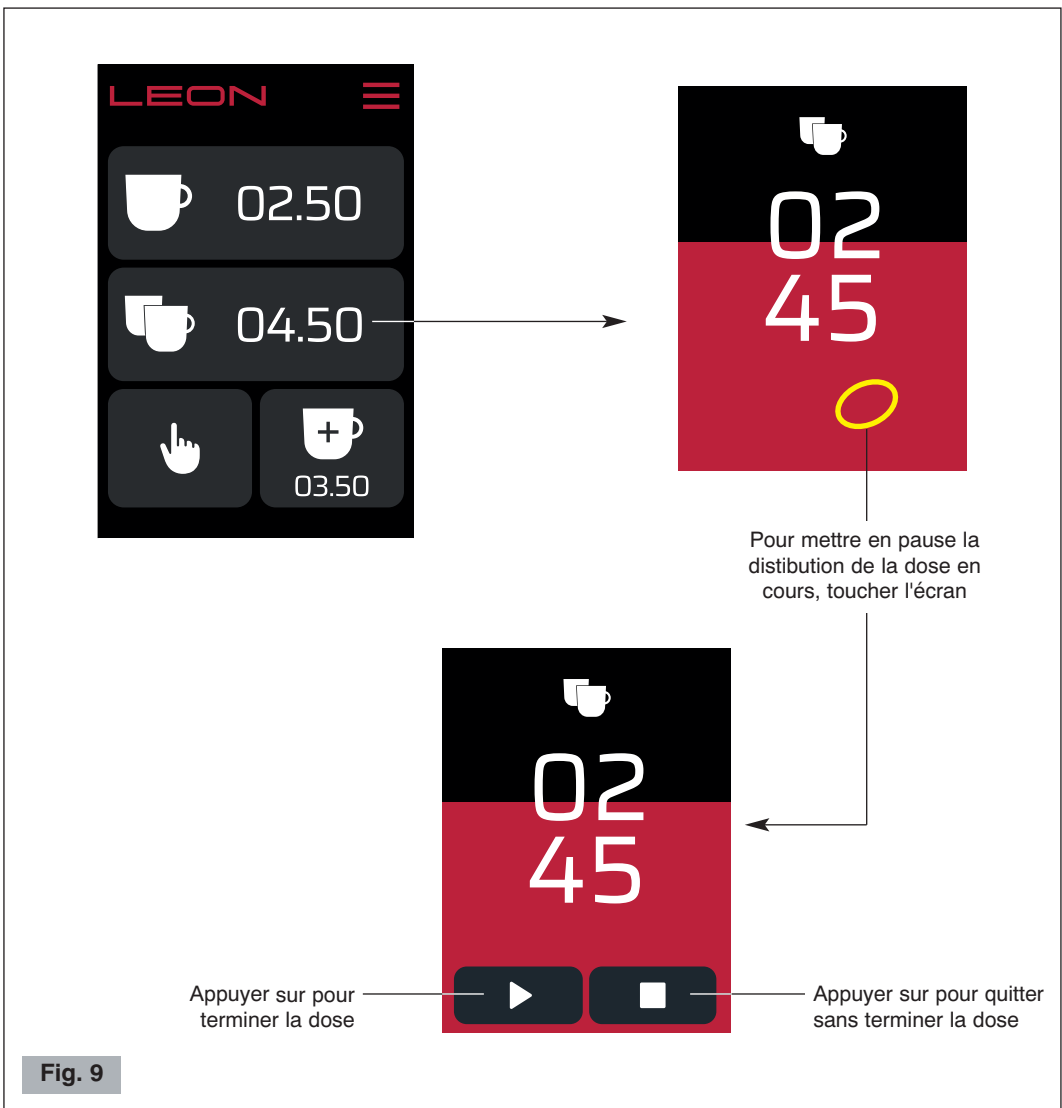 LEON
02.50
04.50
03.50
02
45
Pour mettre en pause la
distibution de la dose en
cours, toucher l'écran
02
45
Appuyer sur pour
terminer la dose
Appuyer sur pour quitter
sans terminer la dose
Fig. 9